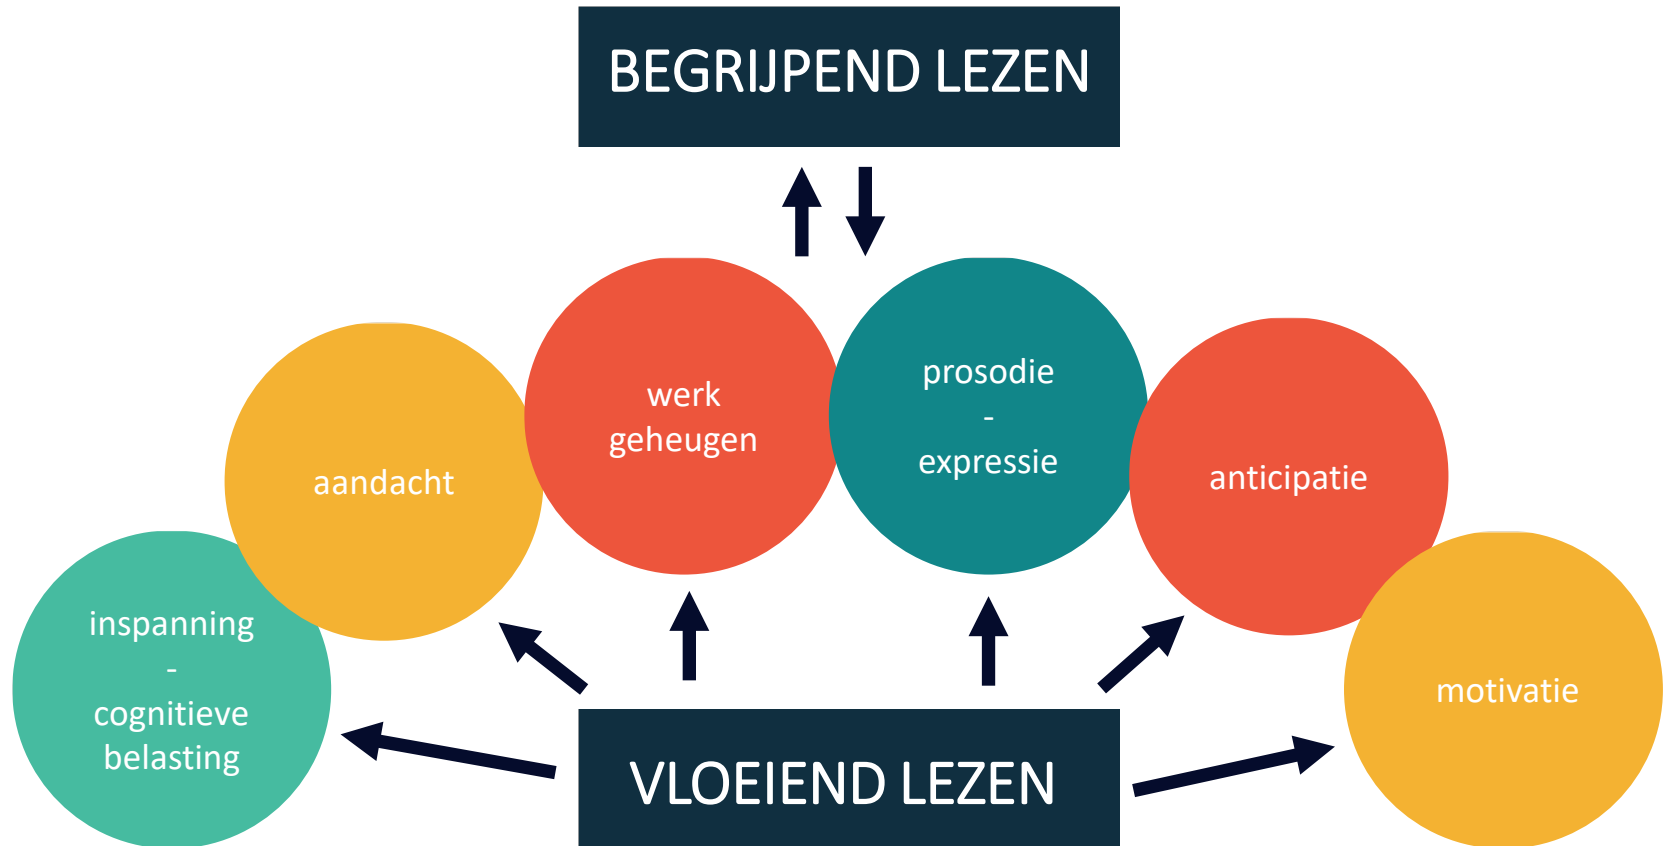 BEGRIJPEND LEZEN
inspanning
-
cognitieve
belasting
aandacht
werk
geheugen
prosodie
-
expressie
anticipatie
motivatie
VLOEIEND LEZEN